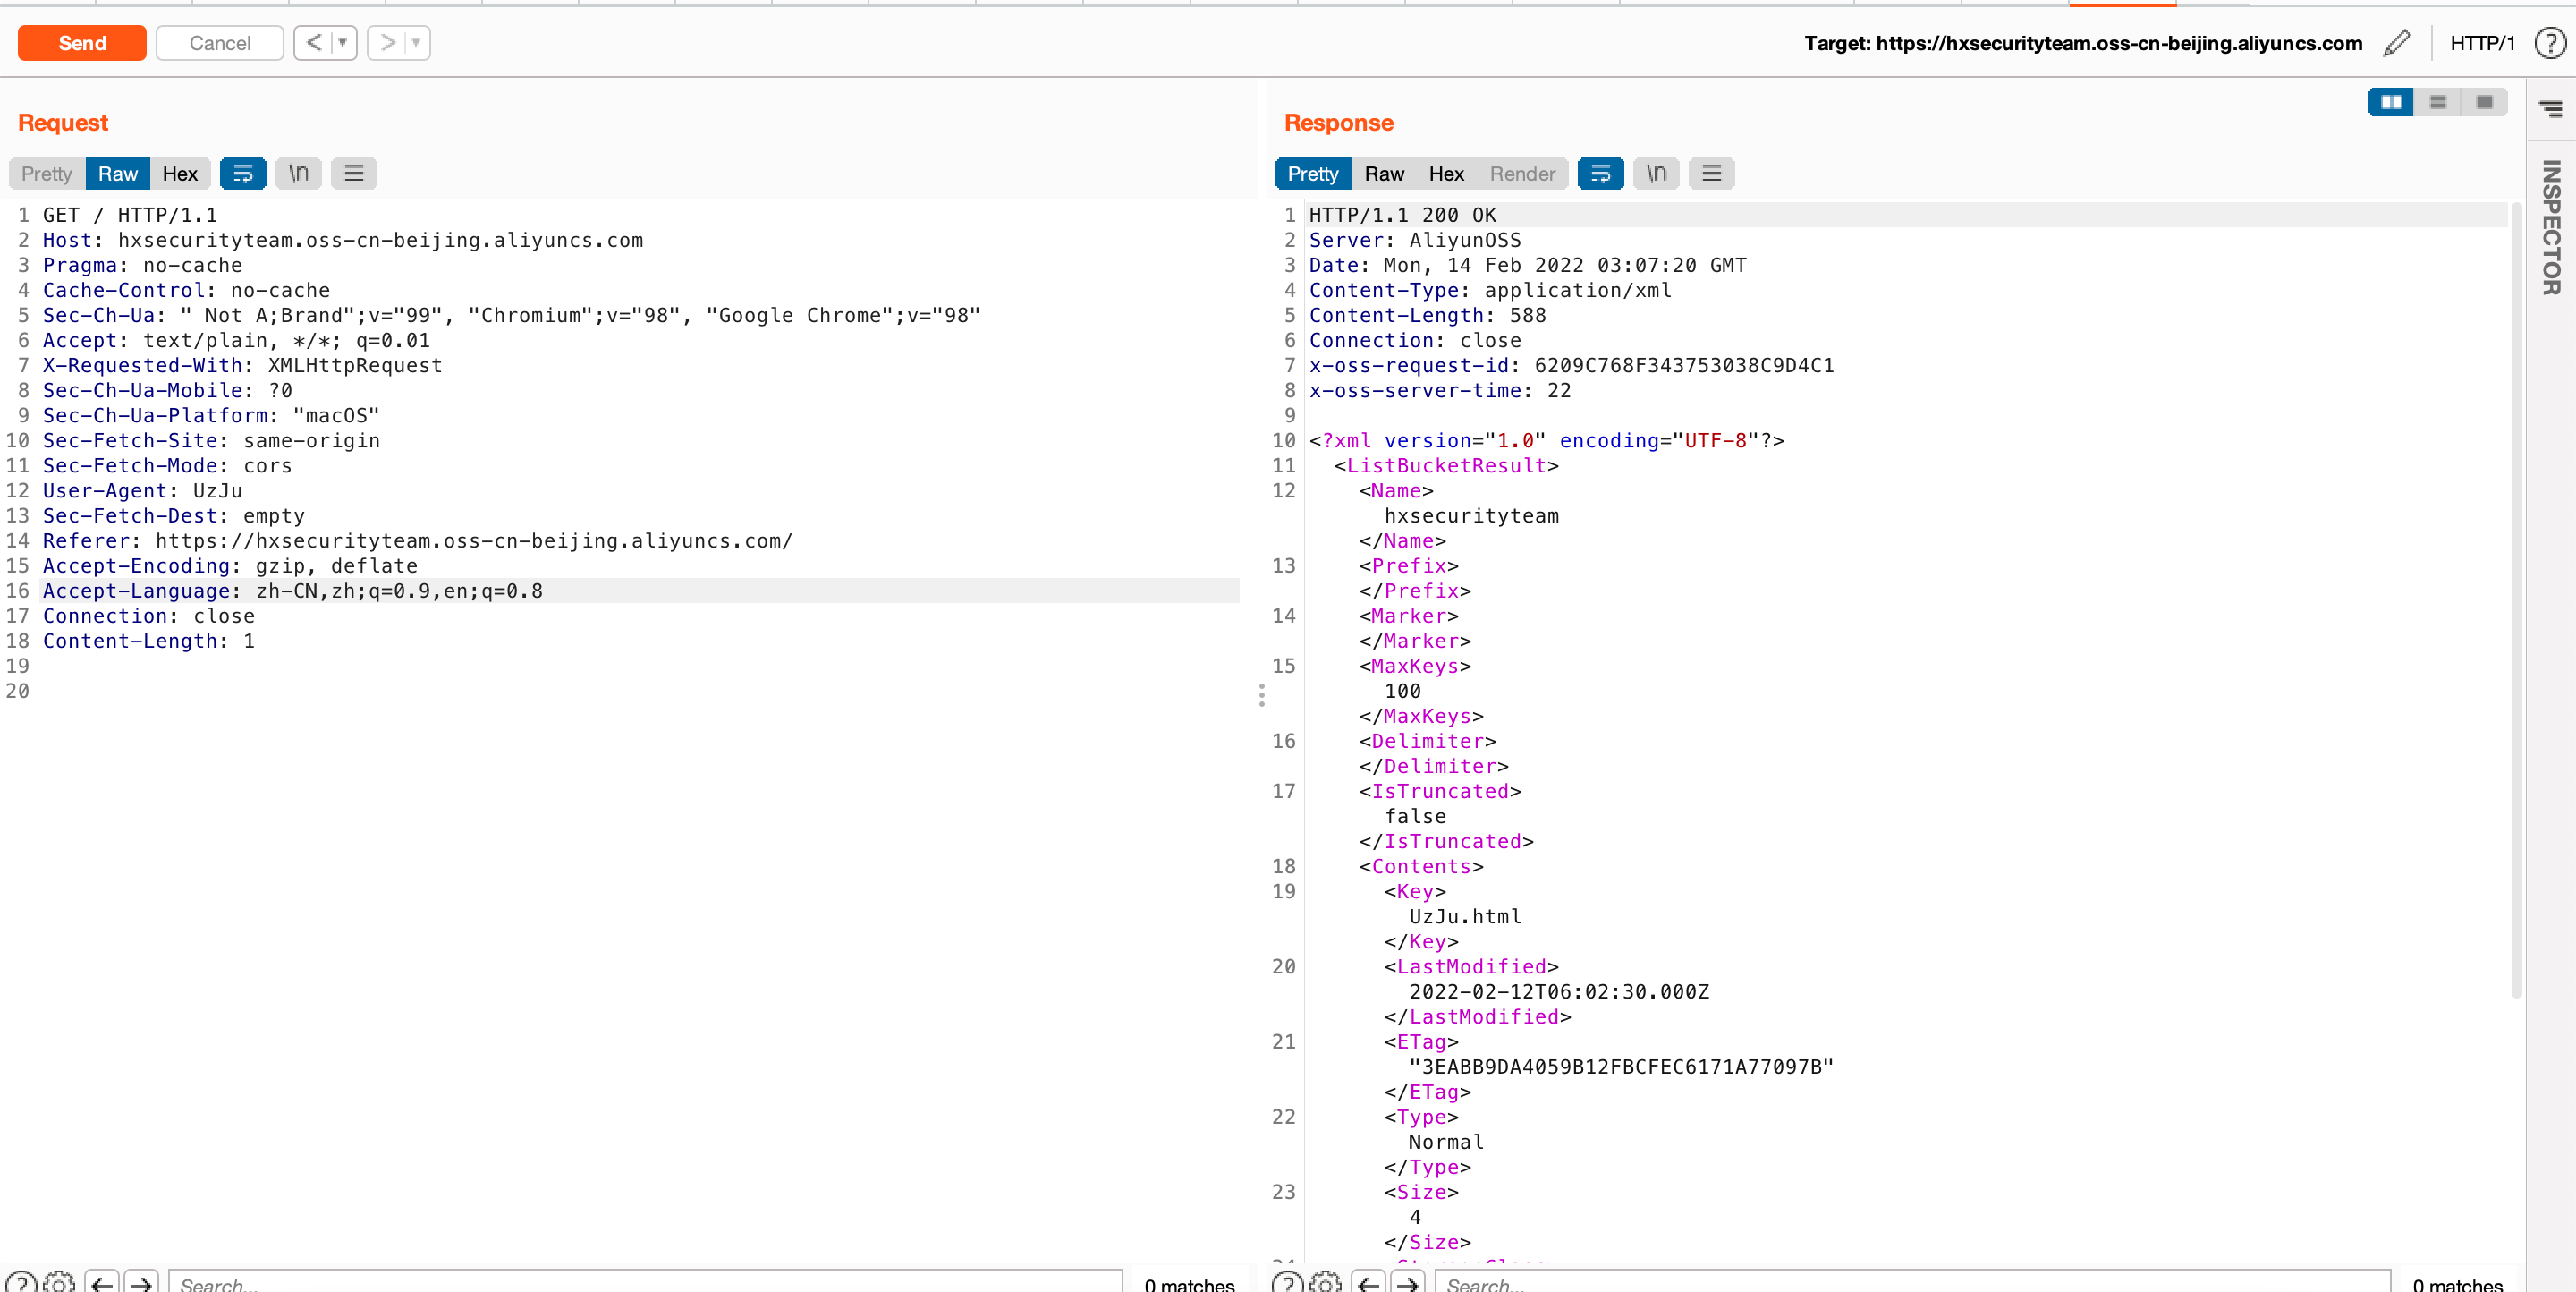 Send
Cancel
<
>
Target: https://hxsecurityteam.oss-cn-beijing.aliyuncs.com
HTTP/1
?
Request
Pretty Raw Hex \n
1 GET / HTTP/1.1
2 Host: hxsecurityteam.oss-cn-beijing.aliyuncs.com
3 Pragma: no-cache
4 Cache-Control: no-cache
5 Sec-Ch-Ua: " Not A;Brand";v="99", "Chromium";v="98", "Google Chrome";v="98"
6 Accept: text/plain, */*; q=0.01
7 X-Requested-With: XMLHttpRequest
8 Sec-Ch-Ua-Mobile: ?0
9 Sec-Ch-Ua-Platform: "macOS"
10 Sec-Fetch-Site: same-origin
11 Sec-Fetch-Mode: cors
12 User-Agent: UzJu
13 Sec-Fetch-Dest: empty
14 Referer: https://hxsecurityteam.oss-cn-beijing.aliyuncs.com/
15 Accept-Encoding: gzip, deflate
16 Accept-Language: zh-CN,zh;q=0.9,en;q=0.8
17 Connection: close
18 Content-Length: 1
19
20
? Search... 0 matches
Response
Pretty Raw Hex Render \n
1 HTTP/1.1 200 OK
2 Server: AliyunOSS
3 Date: Mon, 14 Feb 2022 03:07:20 GMT
4 Content-Type: application/xml
5 Content-Length: 588
6 Connection: close
7 x-oss-request-id: 6209C768F343753038C9D4C1
8 x-oss-server-time: 22
9
10 <?xml version="1.0" encoding="UTF-8"?>
11 <ListBucketResult>
12 <Name>
hxsecurityteam
</Name>
13 <Prefix>
</Prefix>
14 <Marker>
</Marker>
15 <MaxKeys>
100
</MaxKeys>
16 <Delimiter>
</Delimiter>
17 <IsTruncated>
false
</IsTruncated>
18 <Contents>
19 <Key>
UzJu.html
</Key>
20 <LastModified>
2022-02-12T06:02:30.000Z
</LastModified>
21 <ETag>
"3EABB9DA4059B12FBCFEC6171A77097B"
</ETag>
22 <Type>
Normal
</Type>
23 <Size>
4
</Size>
? Search... 0 matches
INSPECTOR